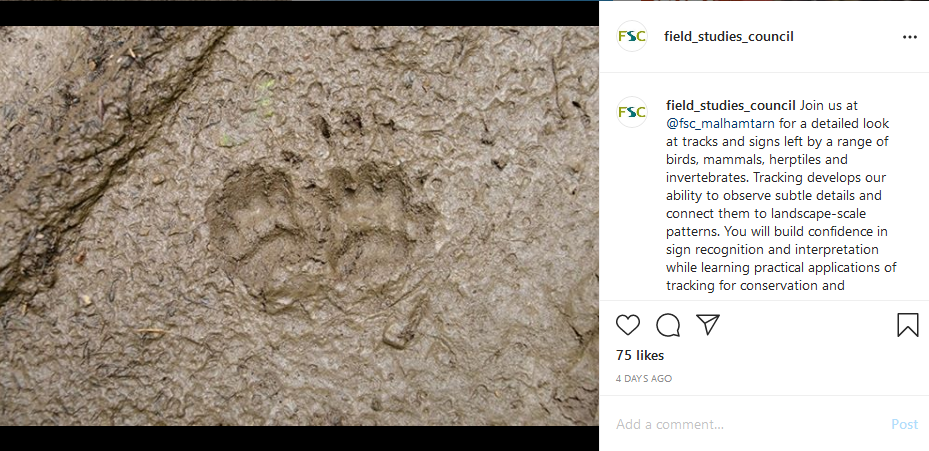 FSC
field_studies_council
•••
FSC
field_studies_council Join us at
@fsc_malhamtarn for a detailed look
at tracks and signs left by a range of
birds, mammals, herptiles and
invertebrates. Tracking develops our
ability to observe subtle details and
connect them to landscape-scale
patterns. You will build confidence in
sign recognition and interpretation
while learning practical applications of
tracking for conservation and
75 likes
4 DAYS AGO
Add a comment...
Post